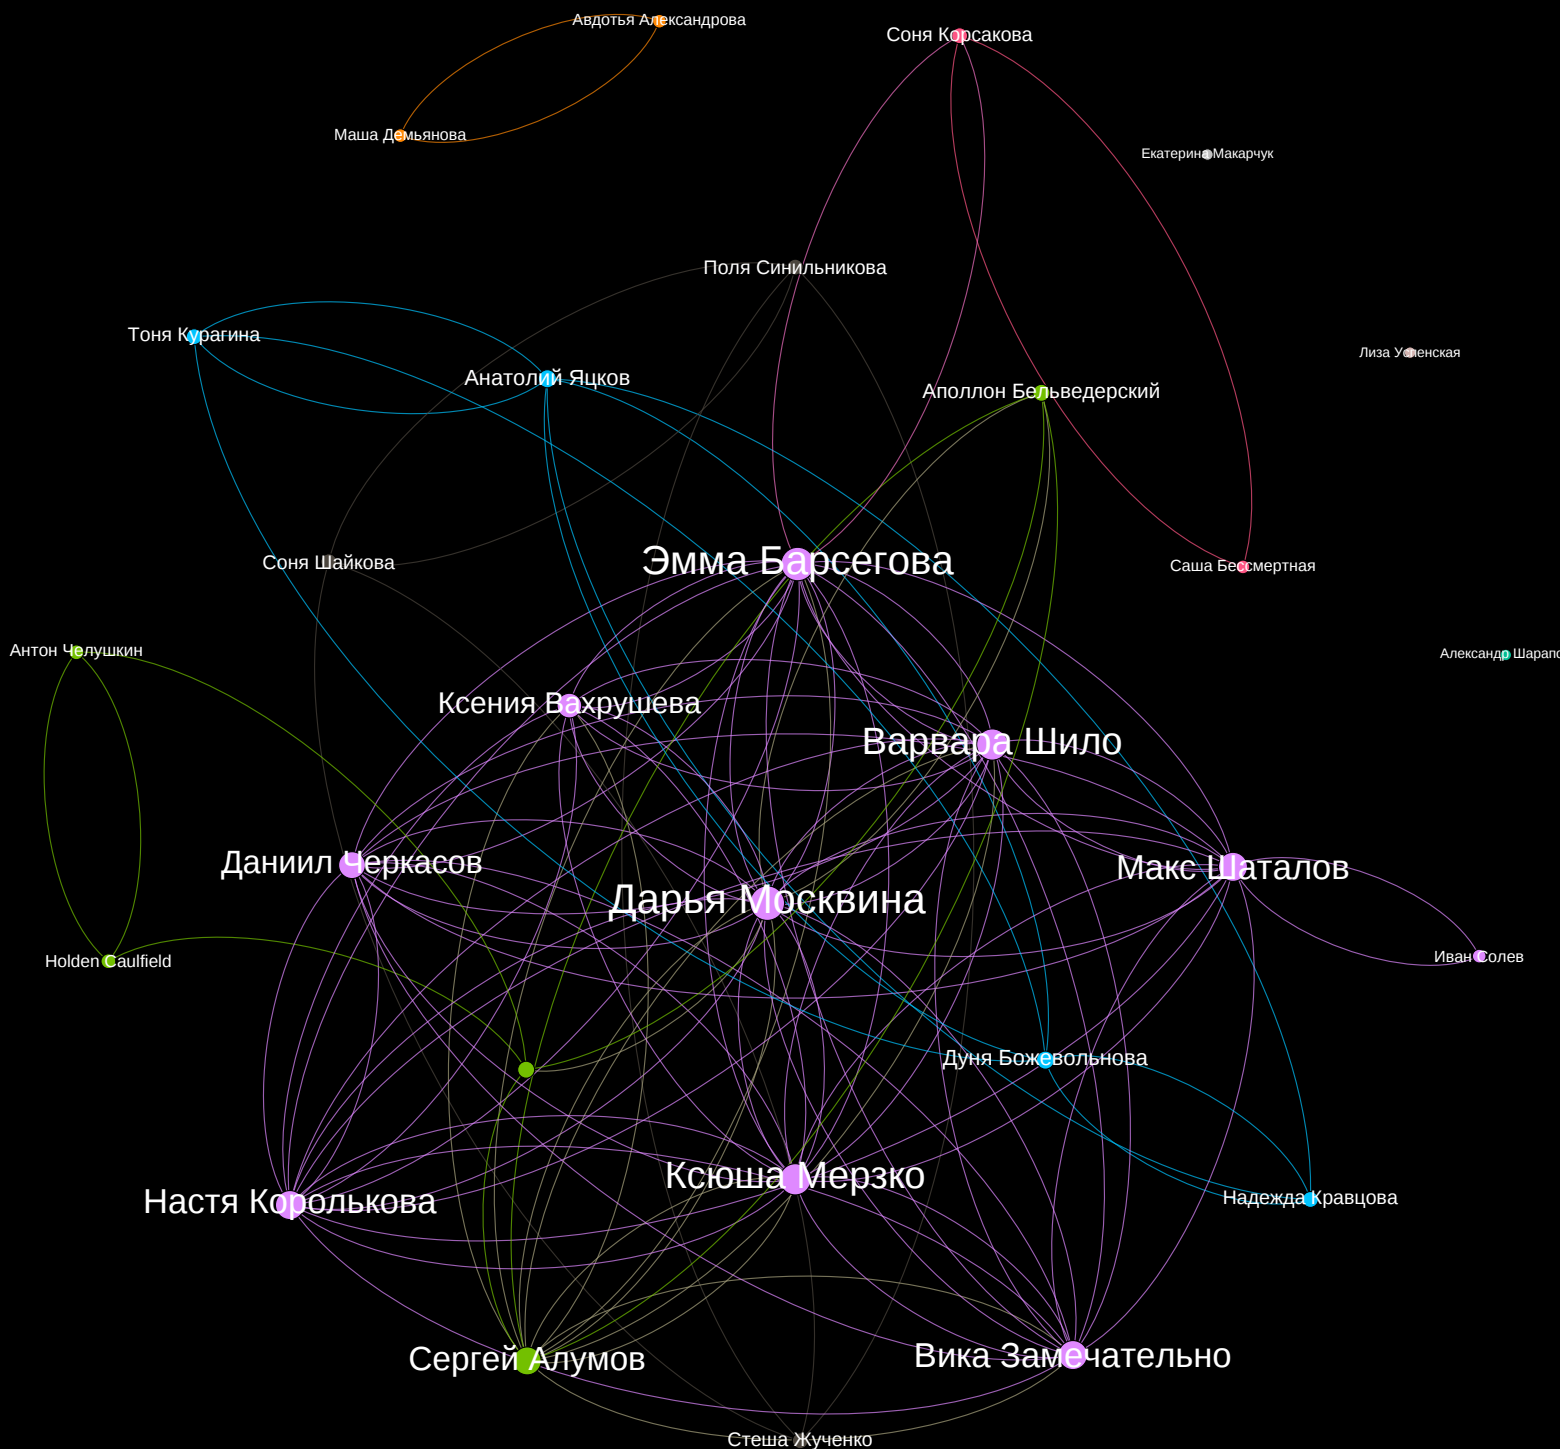 Авдотья Александрова
Соня Корсакова
Маша Демьянова
Екатерина Макарчук
Поля Синильникова
Тоня Курагина
Лиза Успенская
Анатолий Яцков
Аполлон Бельведерский
Соня Шайкова
Эмма Барсегова
Саша Бессмертная
Антон Челушкин
Александр Шарапо
Ксения Вахрушева
Варвара Шило
Даниил Черкасов
Макс Шаталов
Дарья Москвина
Holden Caulfield
Иван Солев
Дуня Божевольнова
Ксюша Мерзко
Настя Королькова
Надежда Кравцова
Сергей Алумов
Вика Замечательно
Стеша Жученко